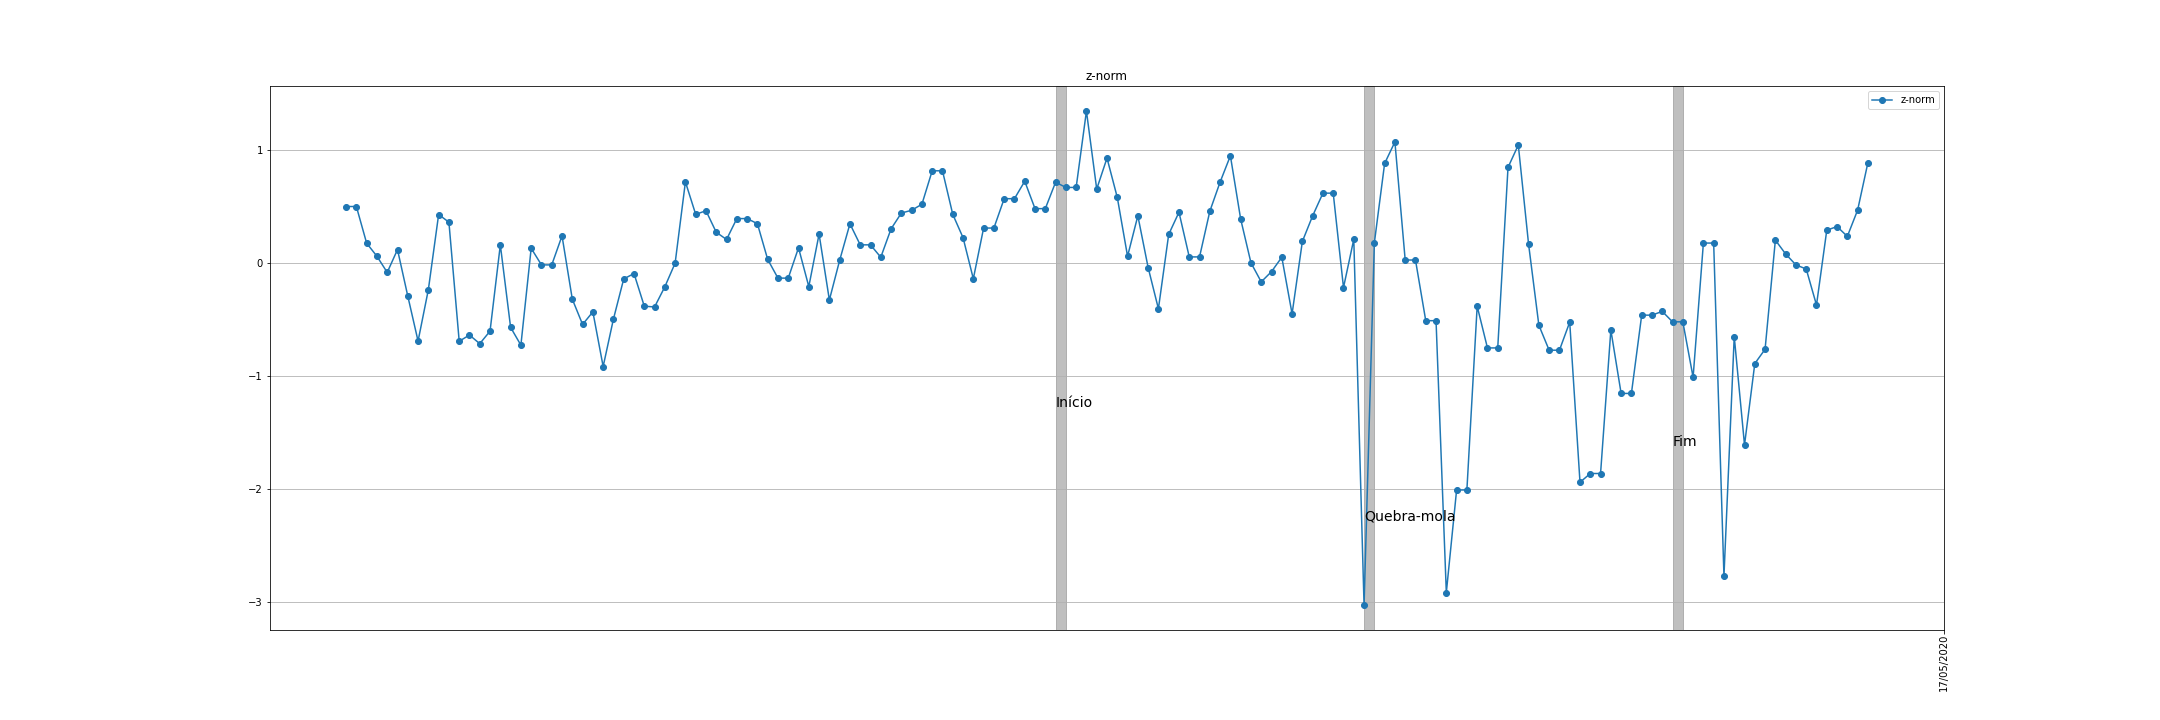 z-norm
z-norm
1
0
−1
−2
−3
Início
Quebra-mola
Fim
17/05/2020